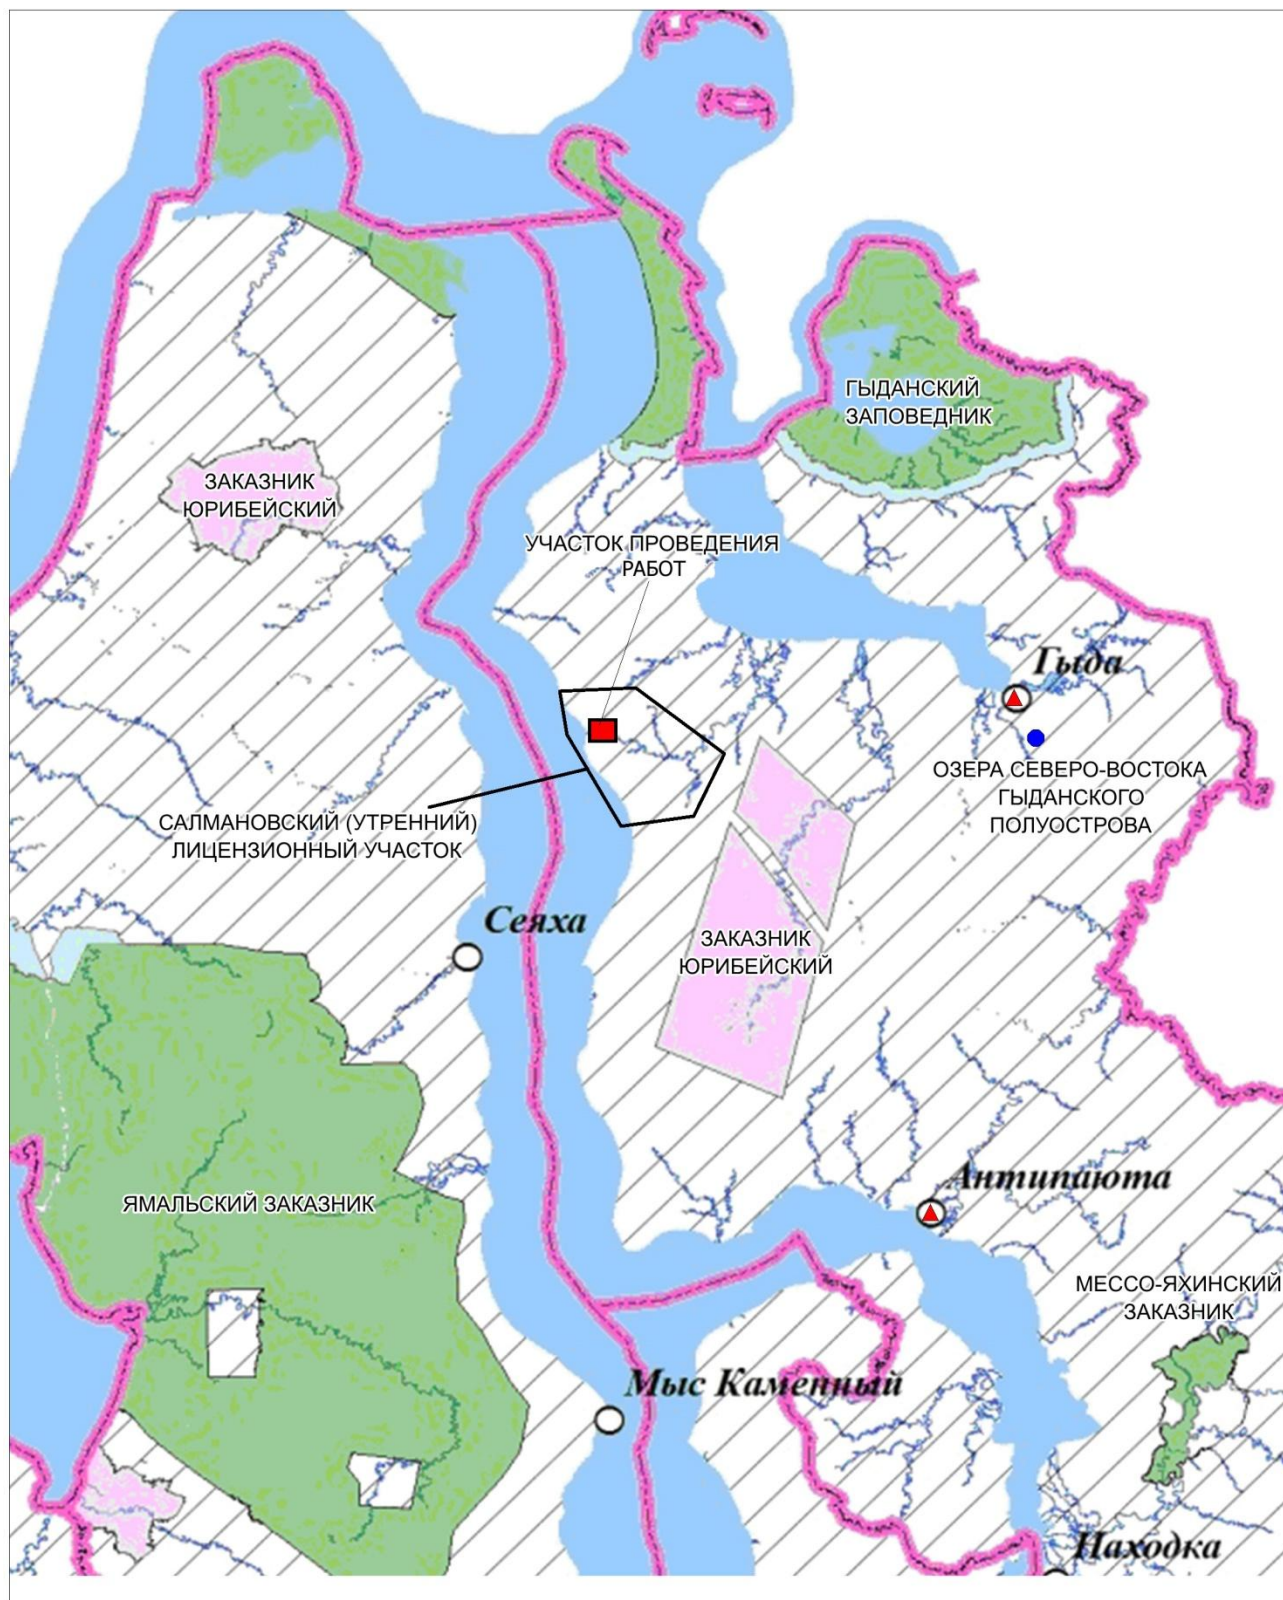 ГЫДАНСКИЙ
ЗАПОВЕДНИК
ЗАКАЗНИК
ЮРИБЕЙСКИЙ
УЧАСТОК ПРОВЕДЕНИЯ
РАБОТ
Гыда
ОЗЕРА СЕВЕРО-ВОСТОКА
ГЫДАНСКОГО
ПОЛУОСТРОВА
САЛМАНОВСКИЙ (УТРЕННИЙ)
ЛИЦЕНЗИОННЫЙ УЧАСТОК
Сеяха
ЗАКАЗНИК
ЮРИБЕЙСКИЙ
Антипаюта
ЯМАЛЬСКИЙ ЗАКАЗНИК
МЕССО-ЯХИНСКИЙ
ЗАКАЗНИК
Мыс Каменный
Находка